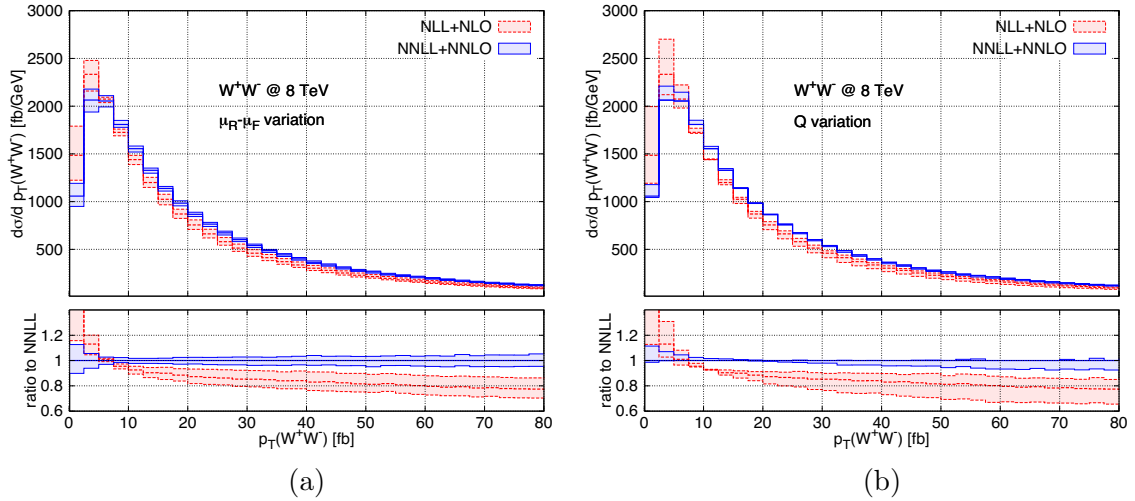 NLL+NLO
NNLL+NNLO
W⁺W⁻ @ 8 TeV
μ_R-μ_F variation
dσ/d p_T(W⁺W⁻) [fb/GeV]
3000
2500
2000
1500
1000
500
ratio to NNLL
1.2
1
0.8
0.6
0 10 20 30 40 50 60 70 80
p_T(W⁺W⁻) [fb]
(a)
NLL+NLO
NNLL+NNLO
W⁺W⁻ @ 8 TeV
Q variation
dσ/d p_T(W⁺W⁻) [fb/GeV]
3000
2500
2000
1500
1000
500
ratio to NNLL
1.2
1
0.8
0.6
0 10 20 30 40 50 60 70 80
p_T(W⁺W⁻) [fb]
(b)